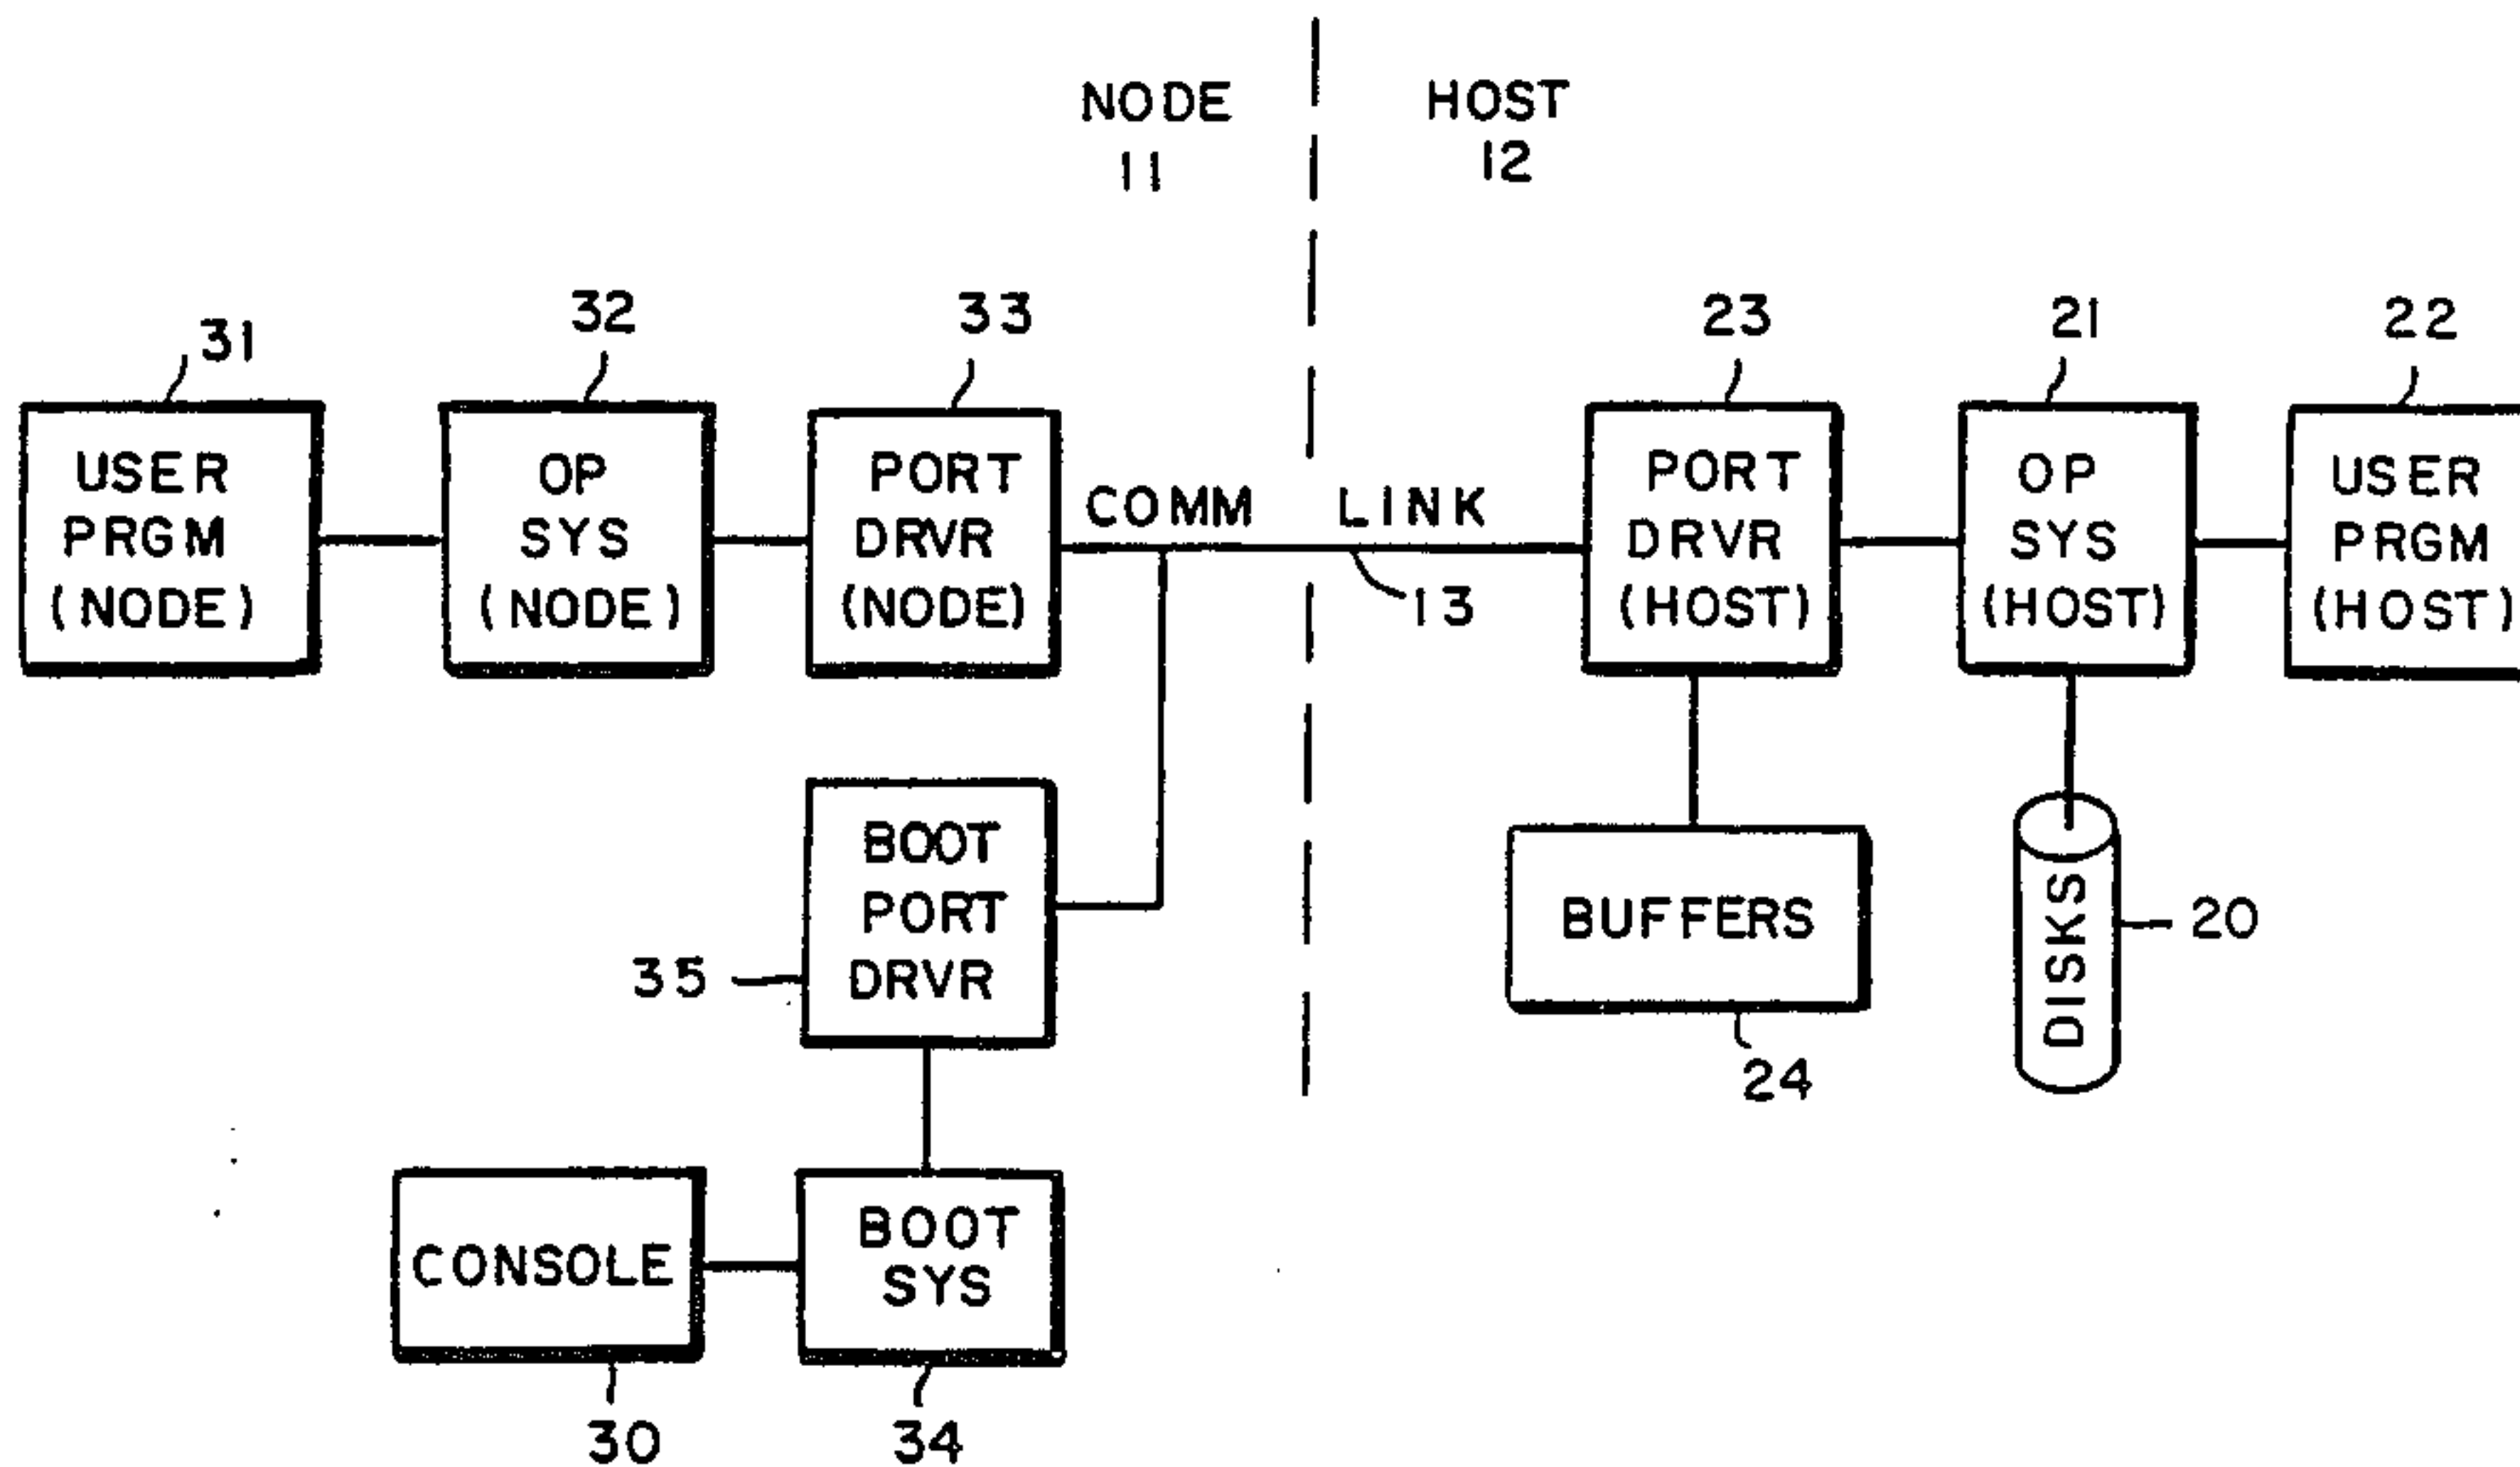 NODE
11
HOST
12
31
32
33
23
21
22
USER
PRGM
(NODE)
OP
SYS
(NODE)
PORT
DRVR
(NODE)
COMM LINK
13
PORT
DRVR
(HOST)
OP
SYS
(HOST)
USER
PRGM
(HOST)
BOOT
PORT
DRVR
35
BUFFERS
24
DISKS
20
CONSOLE
30
BOOT
SYS
34